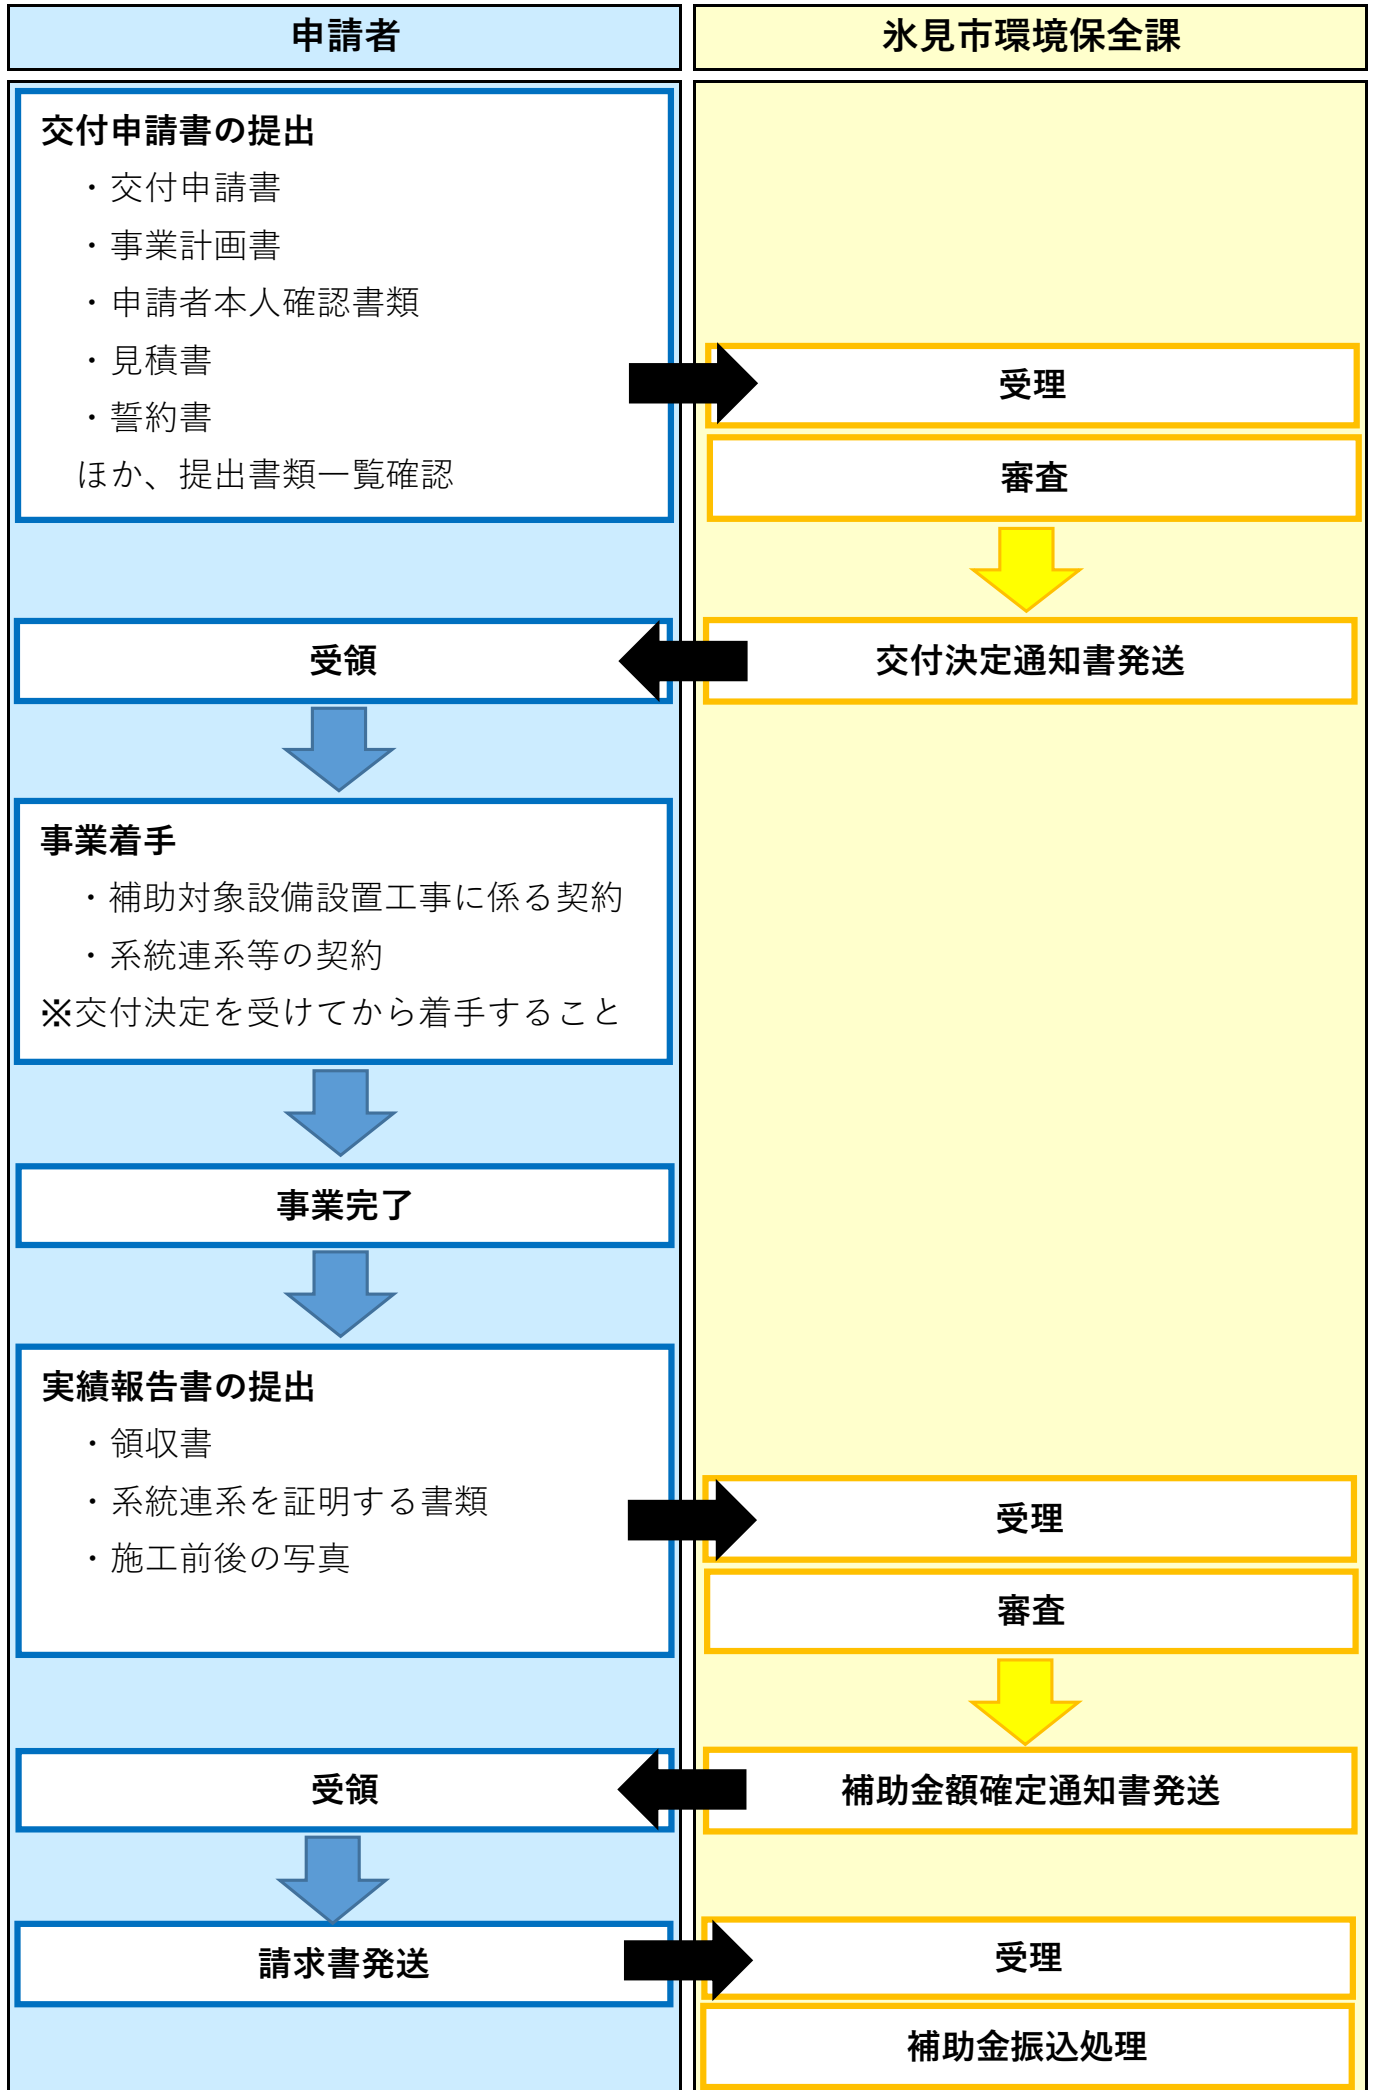 申請者
氷見市環境保全課
交付申請書の提出
・交付申請書
・事業計画書
・申請者本人確認書類
・見積書
・誓約書
ほか、提出書類一覧確認
受理
審査
交付決定通知書発送
受領
事業着手
・補助対象設備設置工事に係る契約
・系統連系等の契約
※交付決定を受けてから着手すること
事業完了
実績報告書の提出
・領収書
・系統連系を証明する書類
・施工前後の写真
受理
審査
補助金額確定通知書発送
受領
請求書発送
受理
補助金振込処理